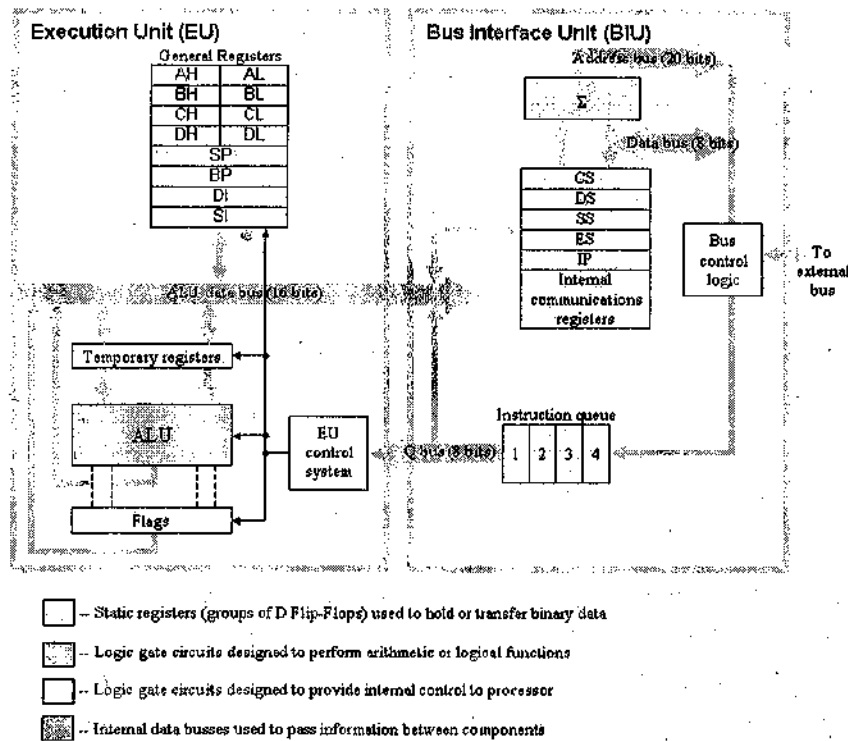 Execution Unit (EU)
General Registers
AH AL
BH BL
CH CL
DH DL
SP
BP
DI
SI
ALU data bus (16 bits)
Temporary registers
ALU
Flags
EU
control
system
Bus Interface Unit (BIU)
Address bus (20 bits)
Σ
Data bus (8 bits)
CS
DS
SS
ES
IP
Internal
communications
registers
Bus
control
logic
To
external
bus
Instruction queue
Q bus (8 bits)
1 2 3 4
-- Static registers (groups of D Flip-Flops) used to hold or transfer binary data
-- Logic gate circuits designed to perform arithmetic or logical functions
-- Logic gate circuits designed to provide internal control to processor
-- Internal data busses used to pass information between components